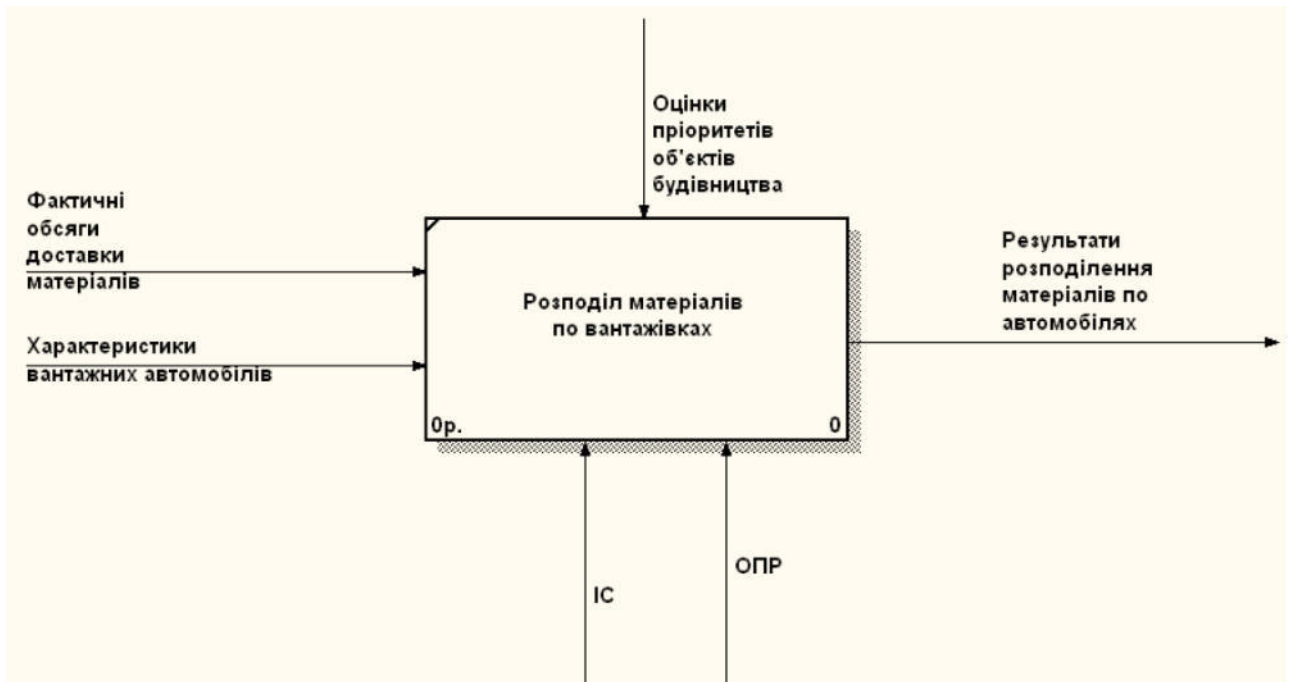 Оцінки
пріоритетів
об'єктів
будівництва
Фактичні
обсяги
доставки
матеріалів
Характеристики
вантажних автомобілів
Розподіл матеріалів
по вантажівках
0р.
0
Результати
розподілення
матеріалів по
автомобілях
ІС
ОПР